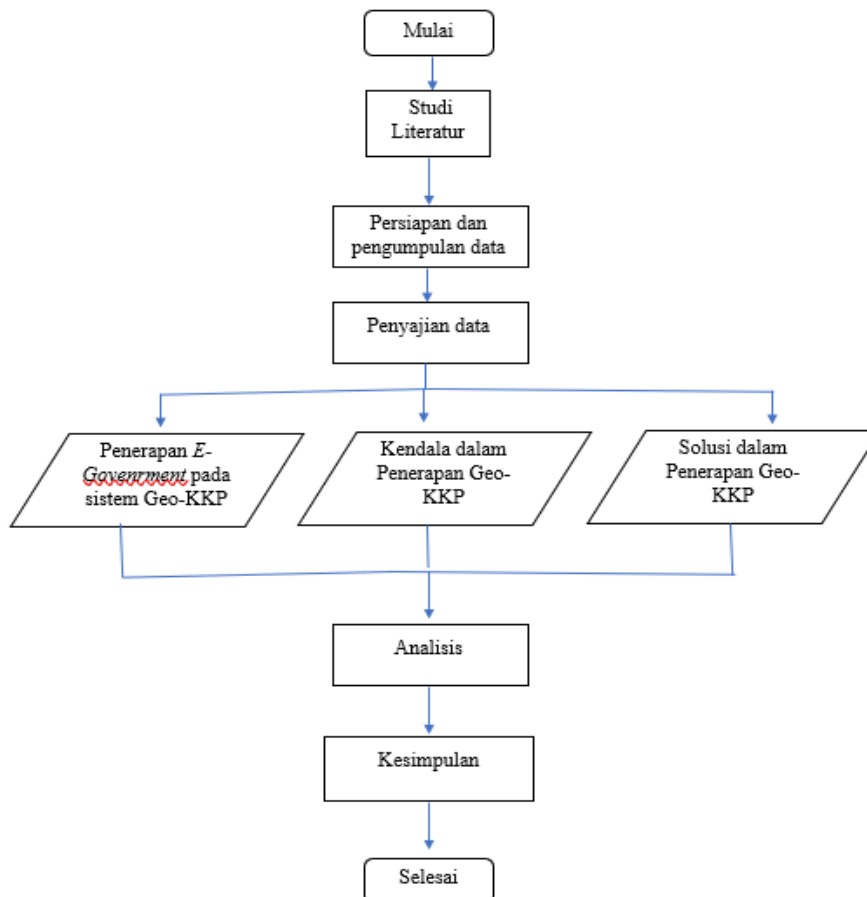 Mulai
Studi
Literatur
Persiapan dan
pengumpulan data
Penyajian data
Penerapan E-
Govenrment pada
sistem Geo-KKP
Kendala dalam
Penerapan Geo-
KKP
Solusi dalam
Penerapan Geo-
KKP
Analisis
Kesimpulan
Selesai